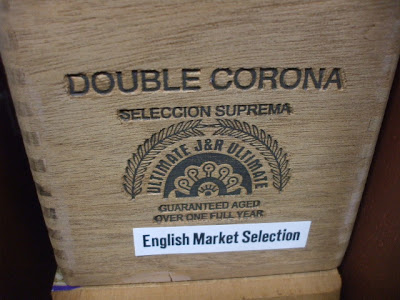 DOUBLE CORONA
SELECCION SUPREMA
ULTIMATE J&R ULTIMATE
GUARANTEED AGED
OVER ONE FULL YEAR
English Market Selection